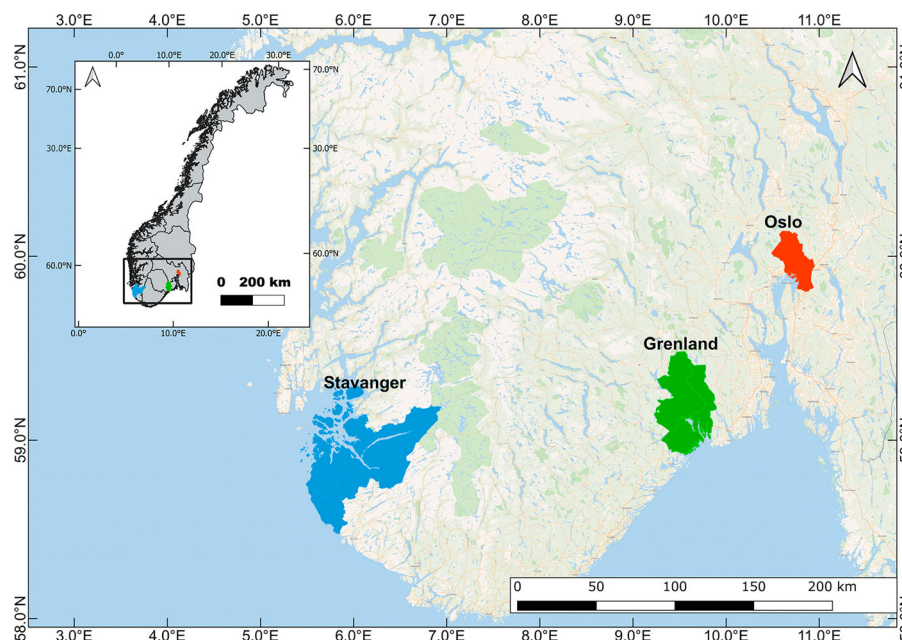 3.0°E 4.0°E 5.0°E 6.0°E 7.0°E 8.0°E 9.0°E 10.0°E 11.0°E
61.0°N
0.0° 10.0°E 20.0°E 30.0°E
70.0°N 70.0°N
30.0°E 30.0°E
60.0°N 60.0°N
0 200 km
0.0°E 10.0°E 20.0°E
60.0°N
Oslo
Grenland
Stavanger
59.0°N
0 50 100 150 200 km
58.0°N
3.0°E 4.0°E 5.0°E 6.0°E 7.0°E 8.0°E 9.0°E 10.0°E 11.0°E